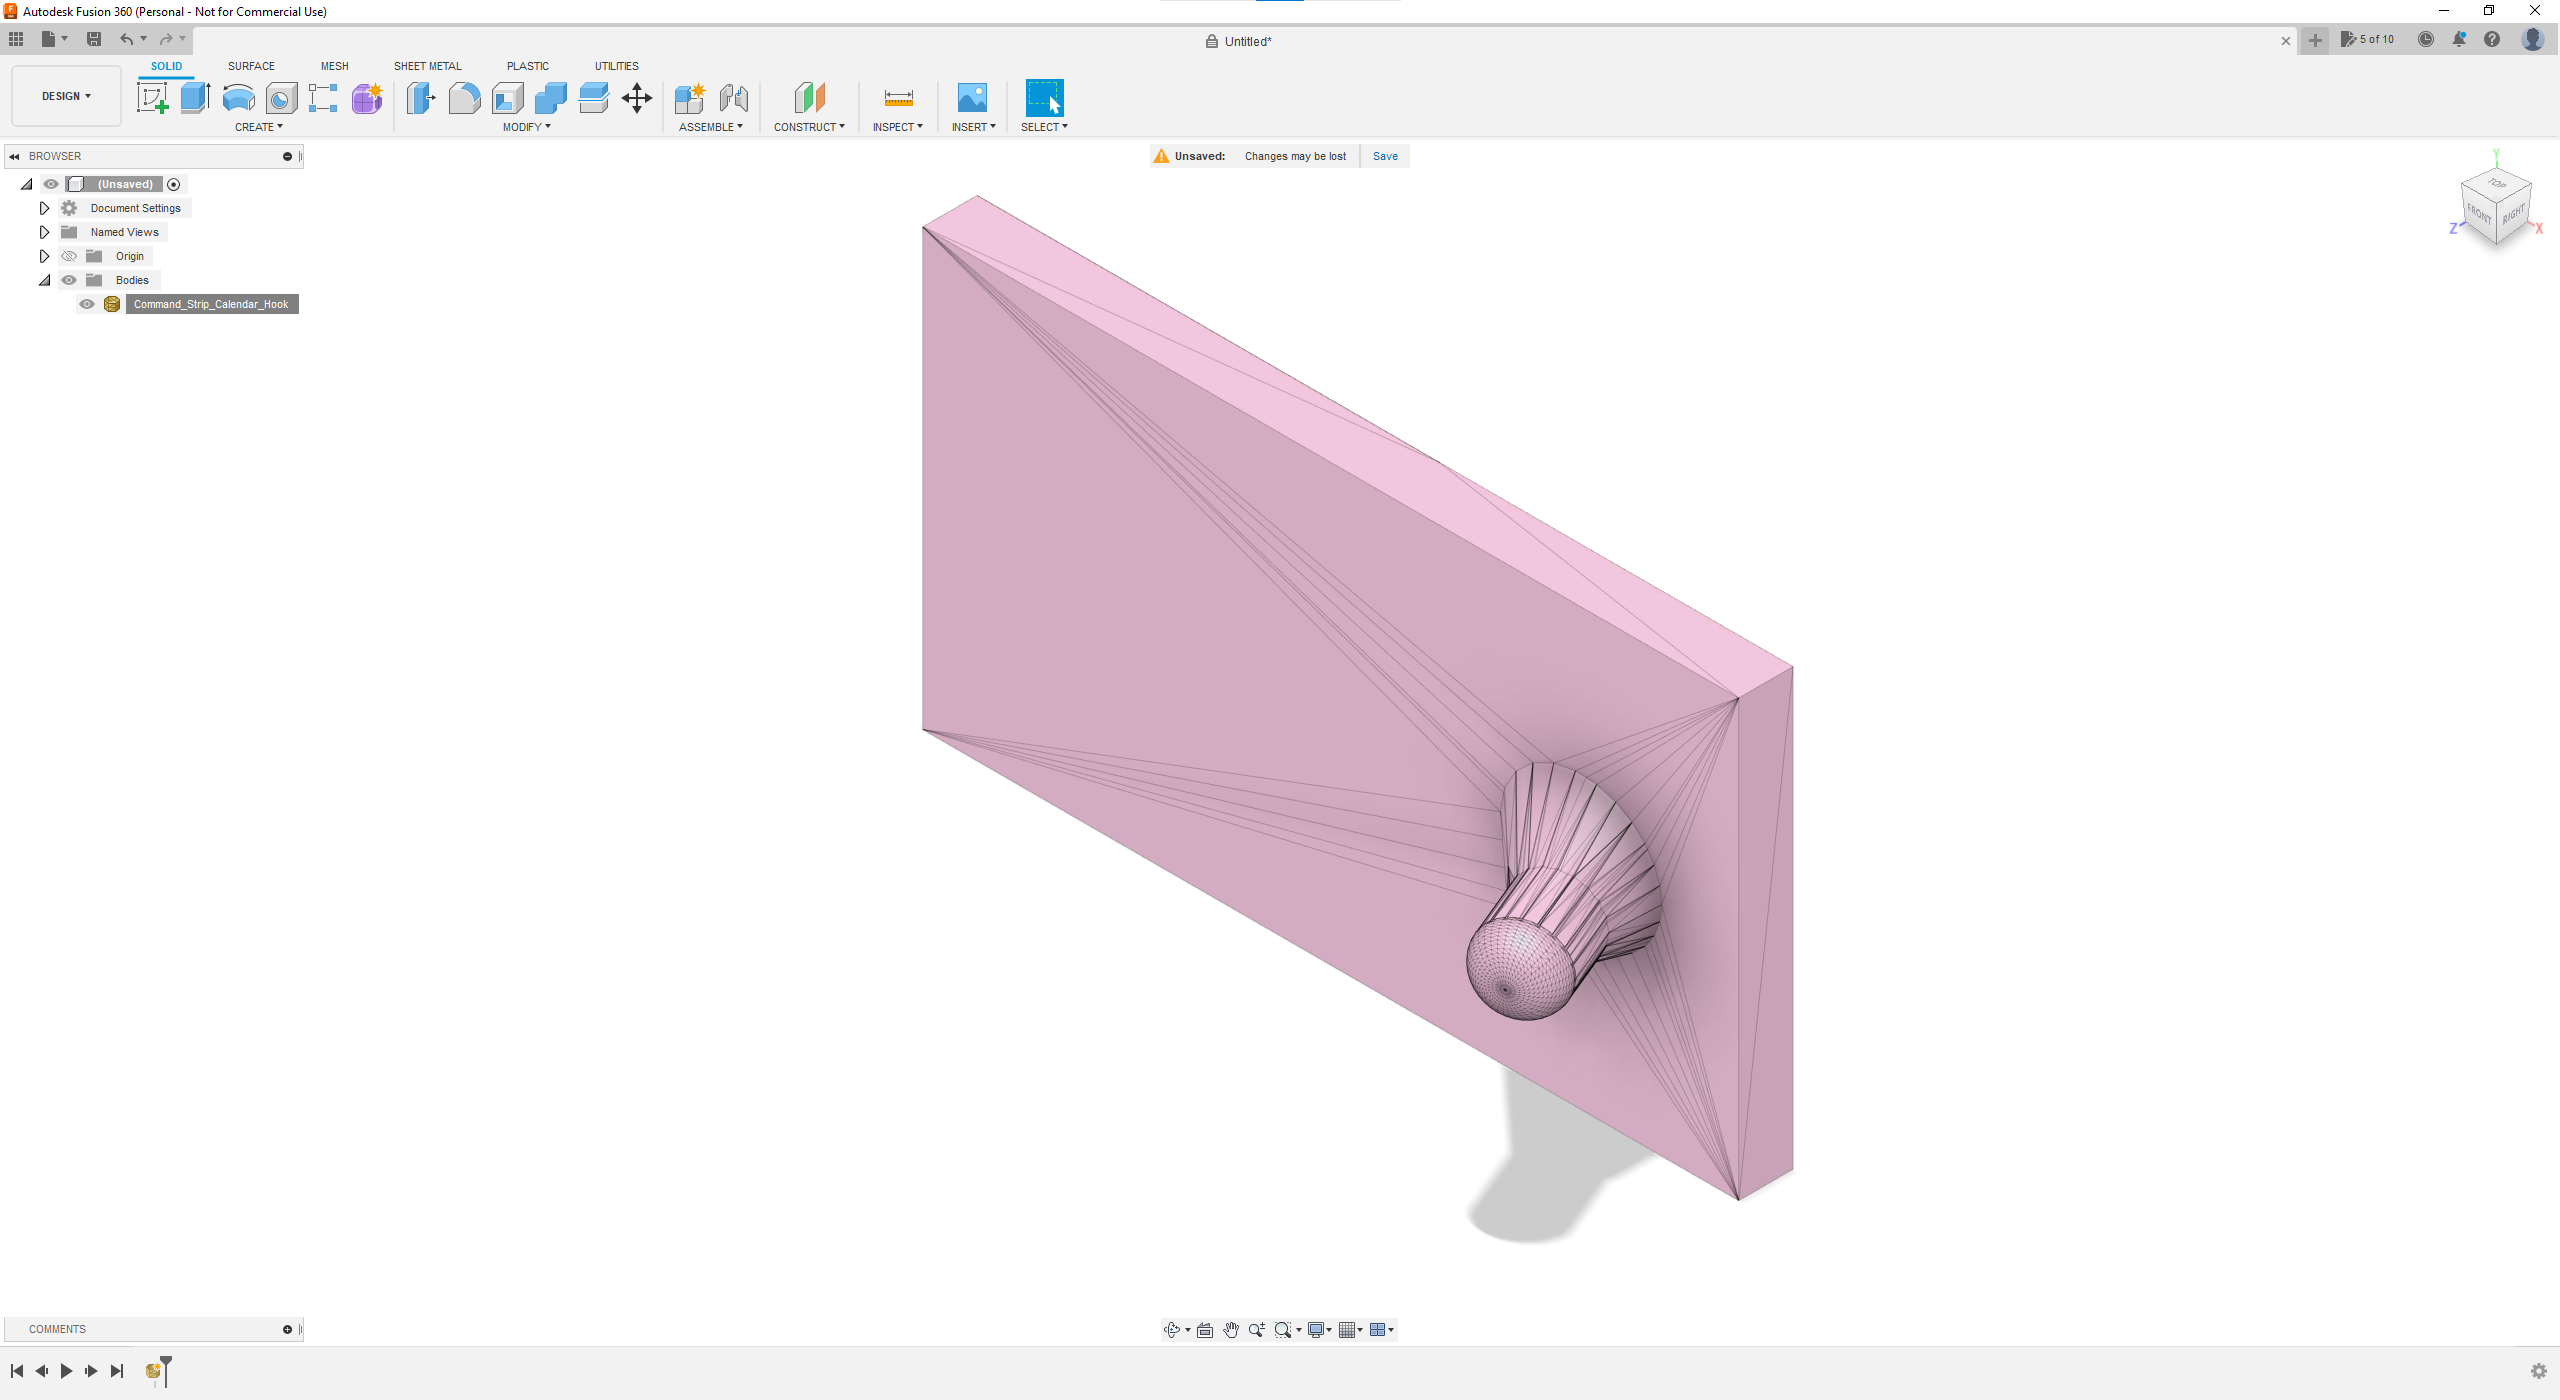 Autodesk Fusion 360 (Personal - Not for Commercial Use)
Untitled*
5 of 10
DESIGN
SOLID SURFACE MESH SHEET METAL PLASTIC UTILITIES
CREATE MODIFY ASSEMBLE CONSTRUCT INSPECT INSERT SELECT
BROWSER
Unsaved: Changes may be lost Save
(Unsaved)
Document Settings
Named Views
Origin
Bodies
Command_Strip_Calendar_Hook
Y
TOP
FRONT RIGHT
Z X
COMMENTS